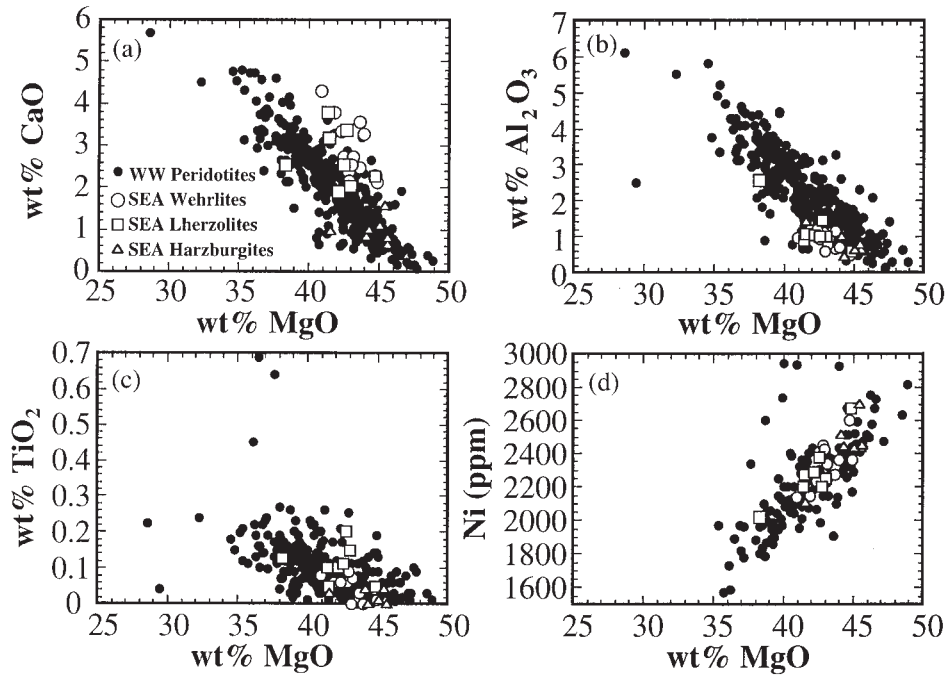 6
5
4
3
2
1
0
wt% CaO
(a)
WW Peridotites
SEA Wehrlites
SEA Lherzolites
SEA Harzburgites
25 30 35 40 45 50
wt% MgO
7
6
5
4
3
2
1
0
wt% Al2O3
(b)
25 30 35 40 45 50
wt% MgO
0.7
0.6
0.5
0.4
0.3
0.2
0.1
0
wt% TiO2
(c)
25 30 35 40 45 50
wt% MgO
3000
2800
2600
2400
2200
2000
1800
1600
Ni (ppm)
(d)
25 30 35 40 45 50
wt% MgO